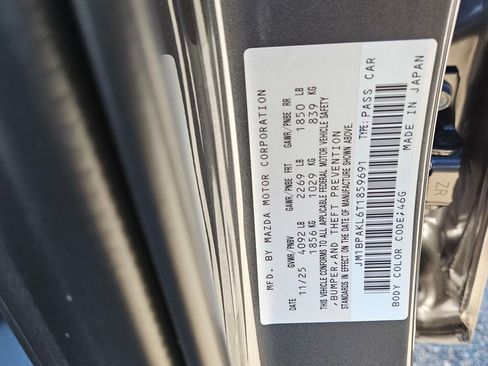 MFD. BY MAZDA MOTOR CORPORATION
DATE GVWR/PNBV GAWR/PNBE FRT GAWR/PNBE RR
11/25 4092 LB 2269 LB 1850 LB
1856 KG 1029 KG 839 KG
THIS VEHICLE CONFORMS TO ALL APPLICABLE FEDERAL MOTOR VEHICLE SAFETY
,BUMPER,AND THEFT PREVENTION
STANDARDS IN EFFECT ON THE DATE OF MANUFACTURE SHOWN ABOVE.
JM1BPAKL6T1859691 TYPE: PASS CAR
BODY COLOR CODE;46G MADE IN JAPAN